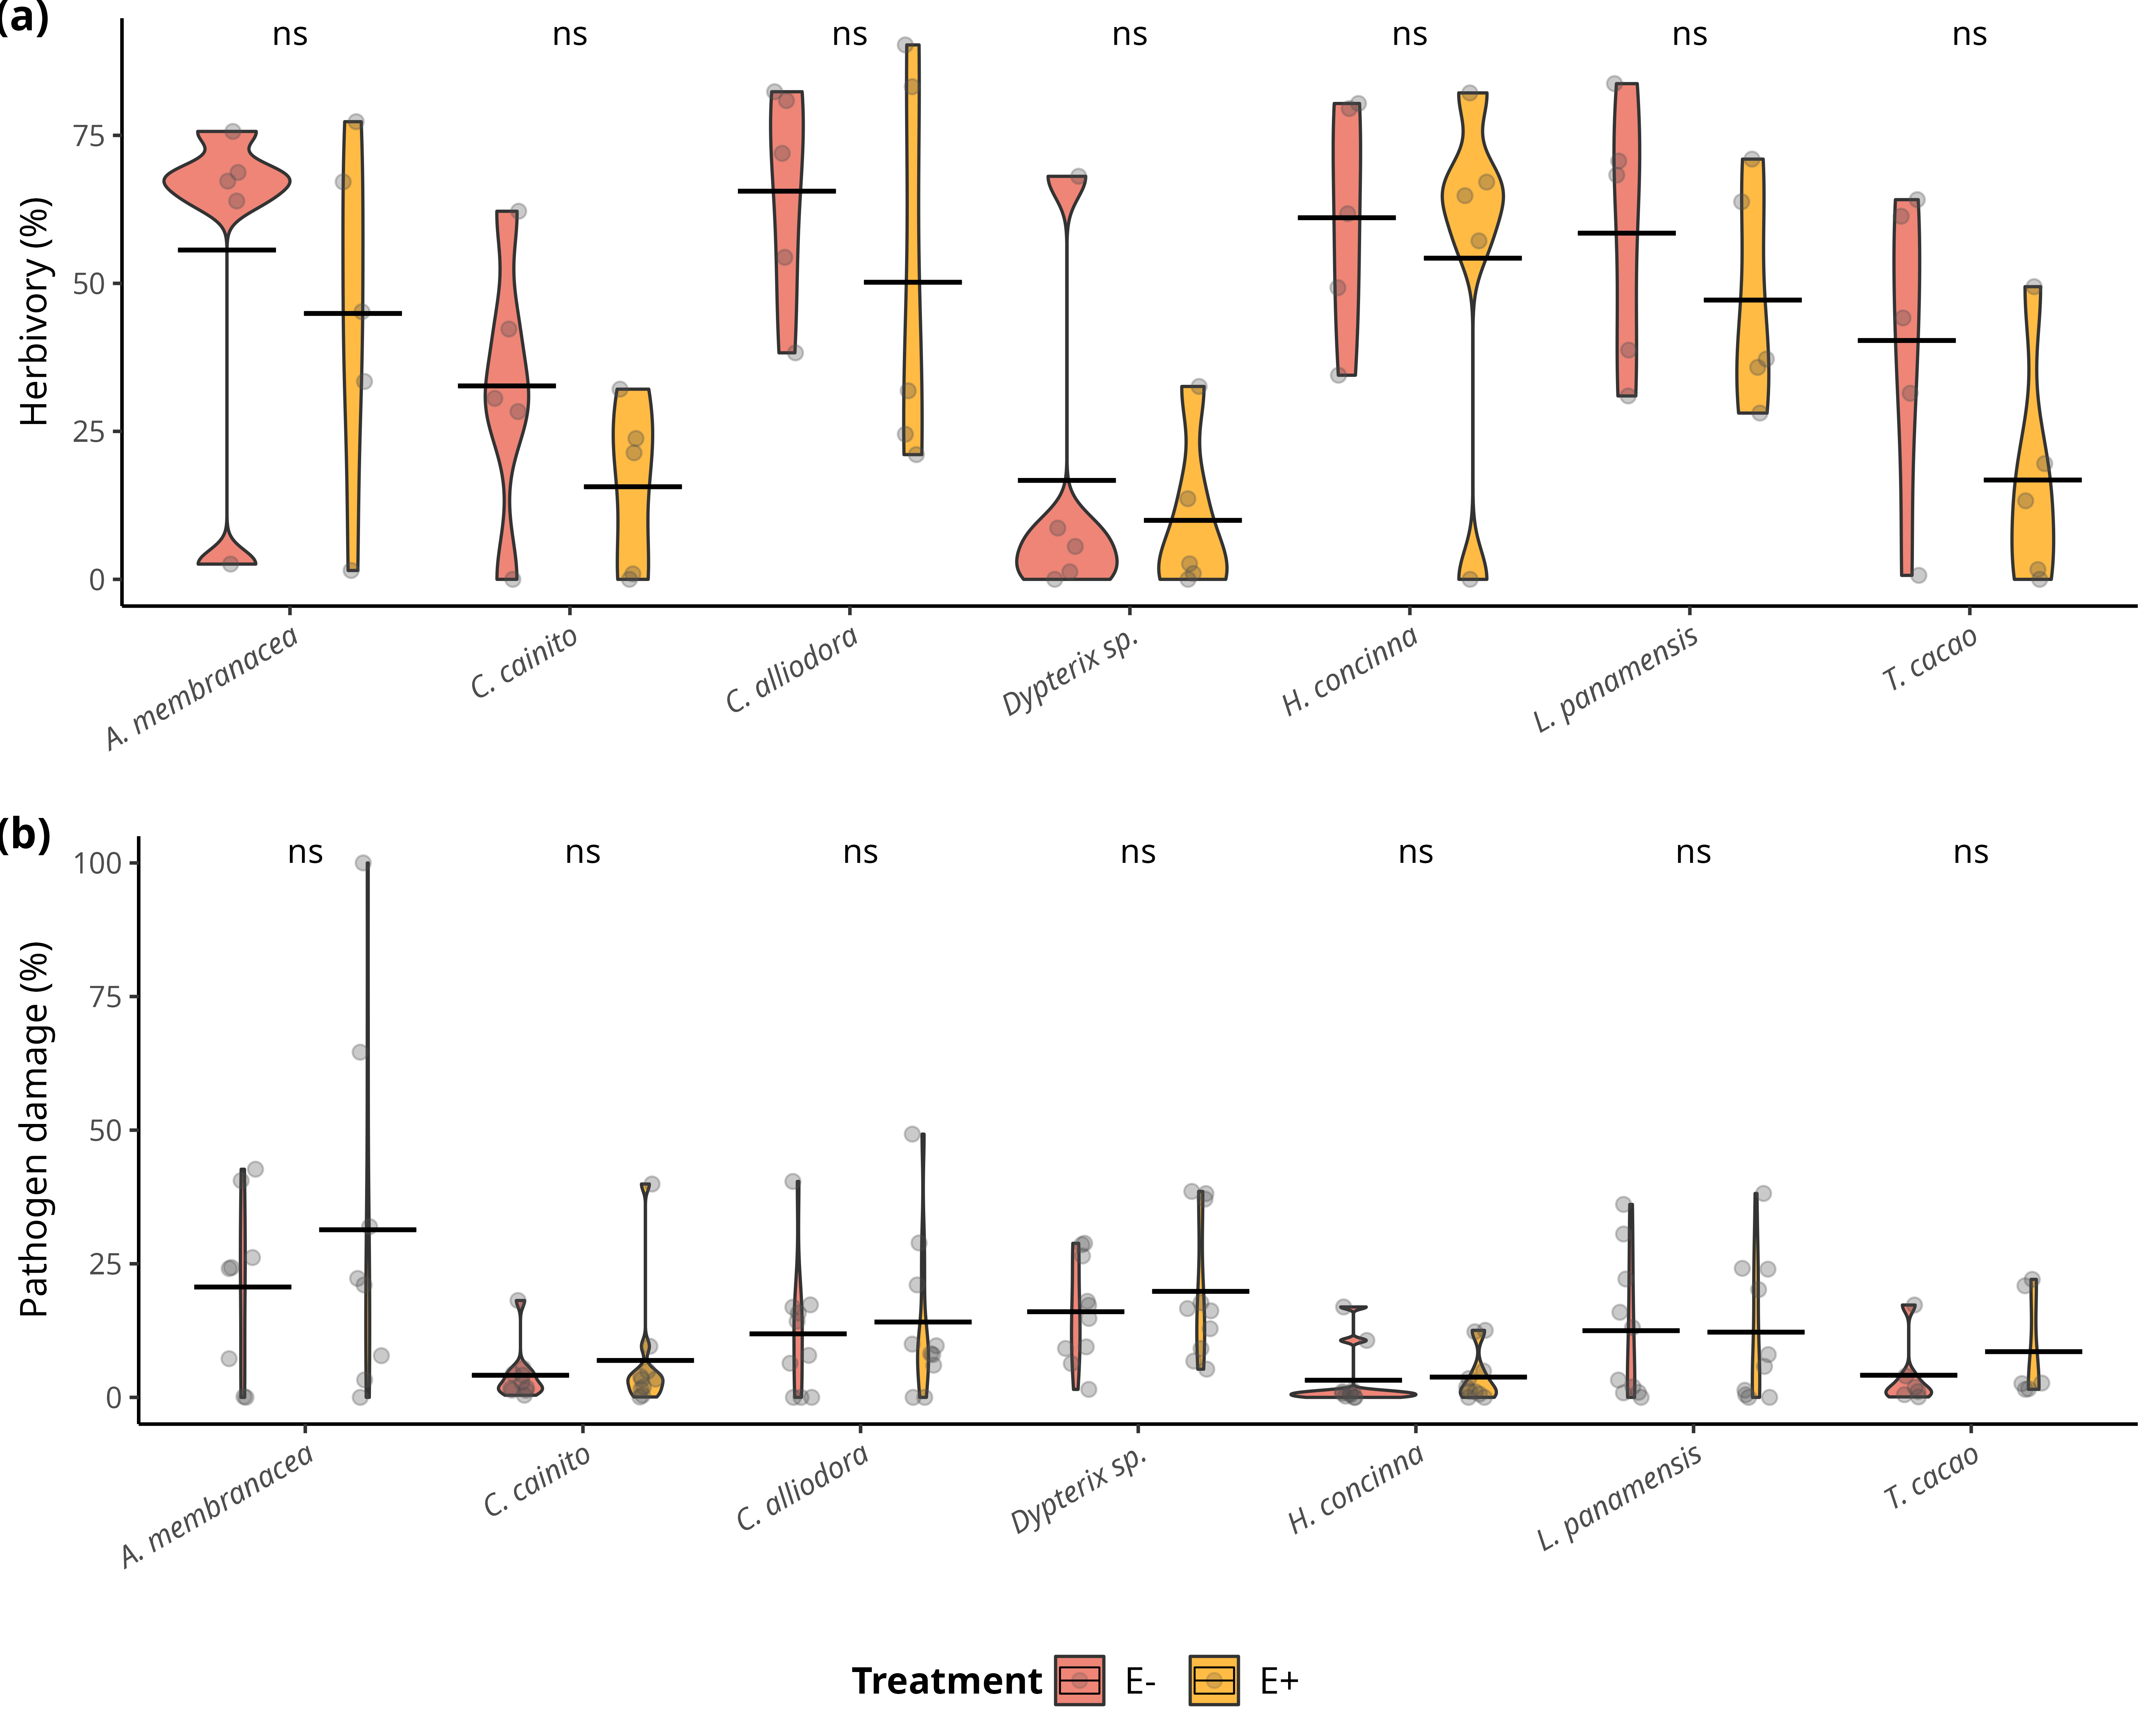 (a)
ns ns ns ns ns ns ns
Herbivory (%)
75
50
25
0
A. membranacea C. cainito C. alliodora Dypterix sp. H. concinna L. panamensis T. cacao
(b)
ns ns ns ns ns ns ns
Pathogen damage (%)
100
75
50
25
0
A. membranacea C. cainito C. alliodora Dypterix sp. H. concinna L. panamensis T. cacao
Treatment E- E+